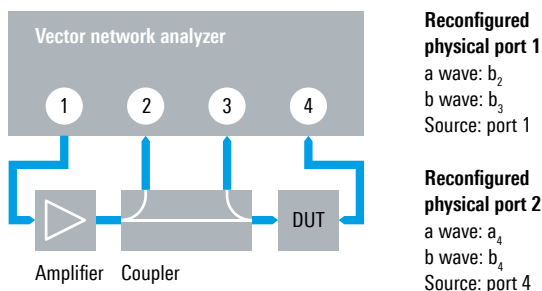 Vector network analyzer
1 2 3 4
DUT
Amplifier Coupler
Reconfigured
physical port 1
a wave: b₂
b wave: b₃
Source: port 1
Reconfigured
physical port 2
a wave: a₄
b wave: b₄
Source: port 4